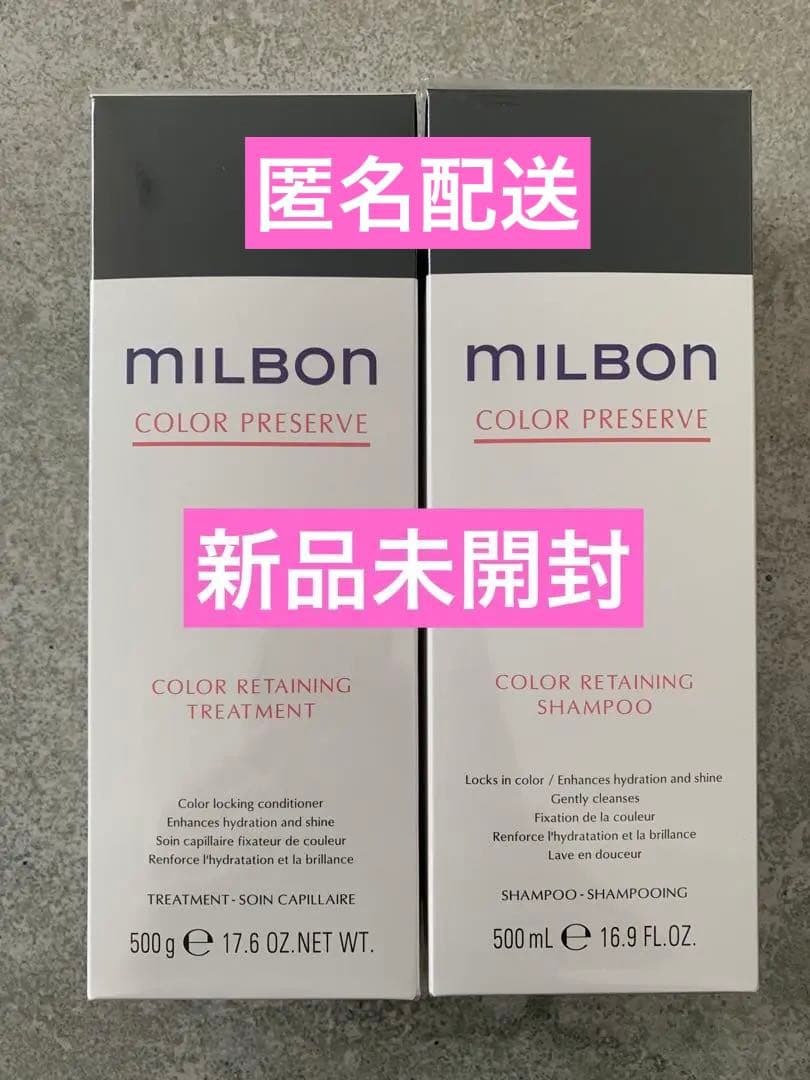 匿名配送
新品未開封
MILBON
COLOR PRESERVE
COLOR RETAINING
TREATMENT
Color locking conditioner
Enhances hydration and shine
Soin capillaire fixateur de couleur
Renforce l'hydratation et la brillance
TREATMENT - SOIN CAPILLAIRE
500 g ℮ 17.6 OZ.NET WT.
MILBON
COLOR PRESERVE
COLOR RETAINING
SHAMPOO
Locks in color / Enhances hydration and shine
Gently cleanses
Fixation de la couleur
Renforce l'hydratation et la brillance
Lave en douceur
SHAMPOO - SHAMPOOING
500 mL ℮ 16.9 FL.OZ.